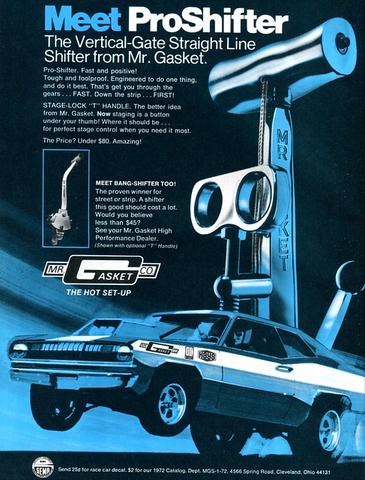 Meet ProShifter
The Vertical-Gate Straight Line
Shifter from Mr. Gasket.
Pro-Shifter. Fast and positive!
Tough and foolproof. Engineered to do one thing,
and do it best. That's get you through the
gears . . . FAST. Down the strip . . . FIRST!
STAGE-LOCK "T" HANDLE. The better idea
from Mr. Gasket. Now staging is a button
under your thumb! Where it should be . . .
for perfect stage control when you need it most.
The Price? Under $80. Amazing!
MEET BANG-SHIFTER TOO!
The proven winner for
street or strip. A shifter
this good should cost a lot.
Would you believe
less than $45?
See your Mr. Gasket High
Performance Dealer.
(Shown with optional "T" Handle)
MR. GASKET CO.
THE HOT SET-UP
MR
KET
GASKET
SEMA
Send 25¢ for race car decal. $2 for our 1972 Catalog. Dept. MGS-1-72, 4566 Spring Road, Cleveland, Ohio 44131